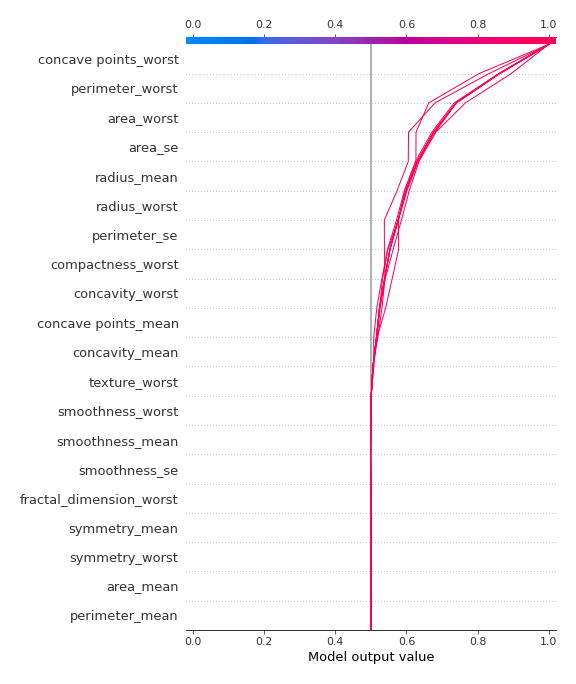 0.0 0.2 0.4 0.6 0.8 1.0
concave points_worst
perimeter_worst
area_worst
area_se
radius_mean
radius_worst
perimeter_se
compactness_worst
concavity_worst
concave points_mean
concavity_mean
texture_worst
smoothness_worst
smoothness_mean
smoothness_se
fractal_dimension_worst
symmetry_mean
symmetry_worst
area_mean
perimeter_mean
0.0 0.2 0.4 0.6 0.8 1.0
Model output value